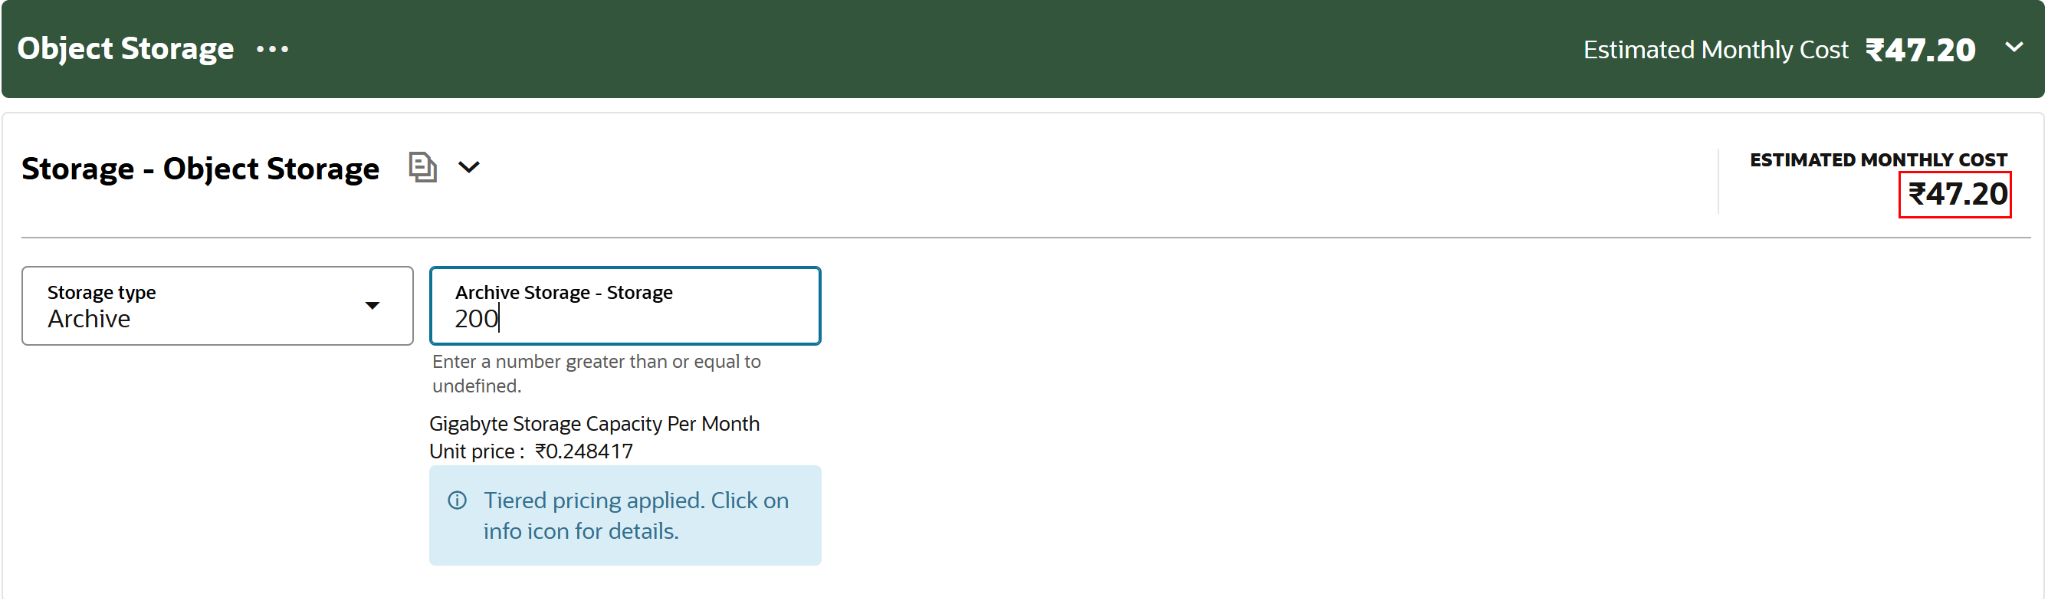 Object Storage ···
Estimated Monthly Cost ₹47.20
Storage - Object Storage
ESTIMATED MONTHLY COST
₹47.20
Storage type
Archive
Archive Storage - Storage
200
Enter a number greater than or equal to
undefined.
Gigabyte Storage Capacity Per Month
Unit price : ₹0.248417
Tiered pricing applied. Click on
info icon for details.